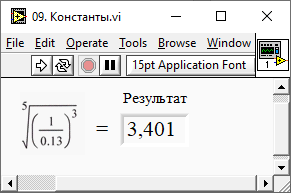 09. Константы.vi
File Edit Operate Tools Browse Window
15pt Application Font
1
Результат
⁵√((1/0.13)³) = 3,401